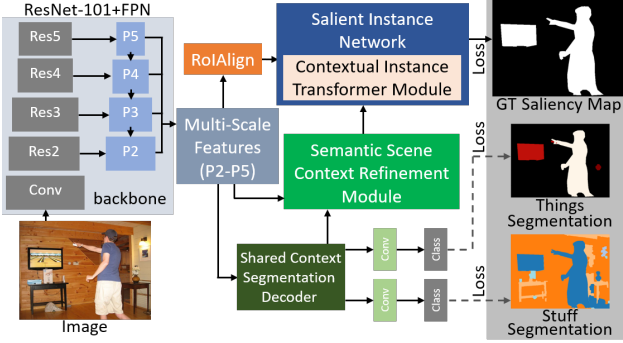 ResNet-101+FPN
Res5
Res4
Res3
Res2
Conv
P5
P4
P3
P2
backbone
Image
RoIAlign
Multi-Scale
Features
(P2-P5)
Salient Instance
Network
Contextual Instance
Transformer Module
Semantic Scene
Context Refinement
Module
Shared Context
Segmentation
Decoder
Conv
Class
Conv
Class
Loss
GT Saliency Map
Loss
Things
Segmentation
Loss
Stuff
Segmentation